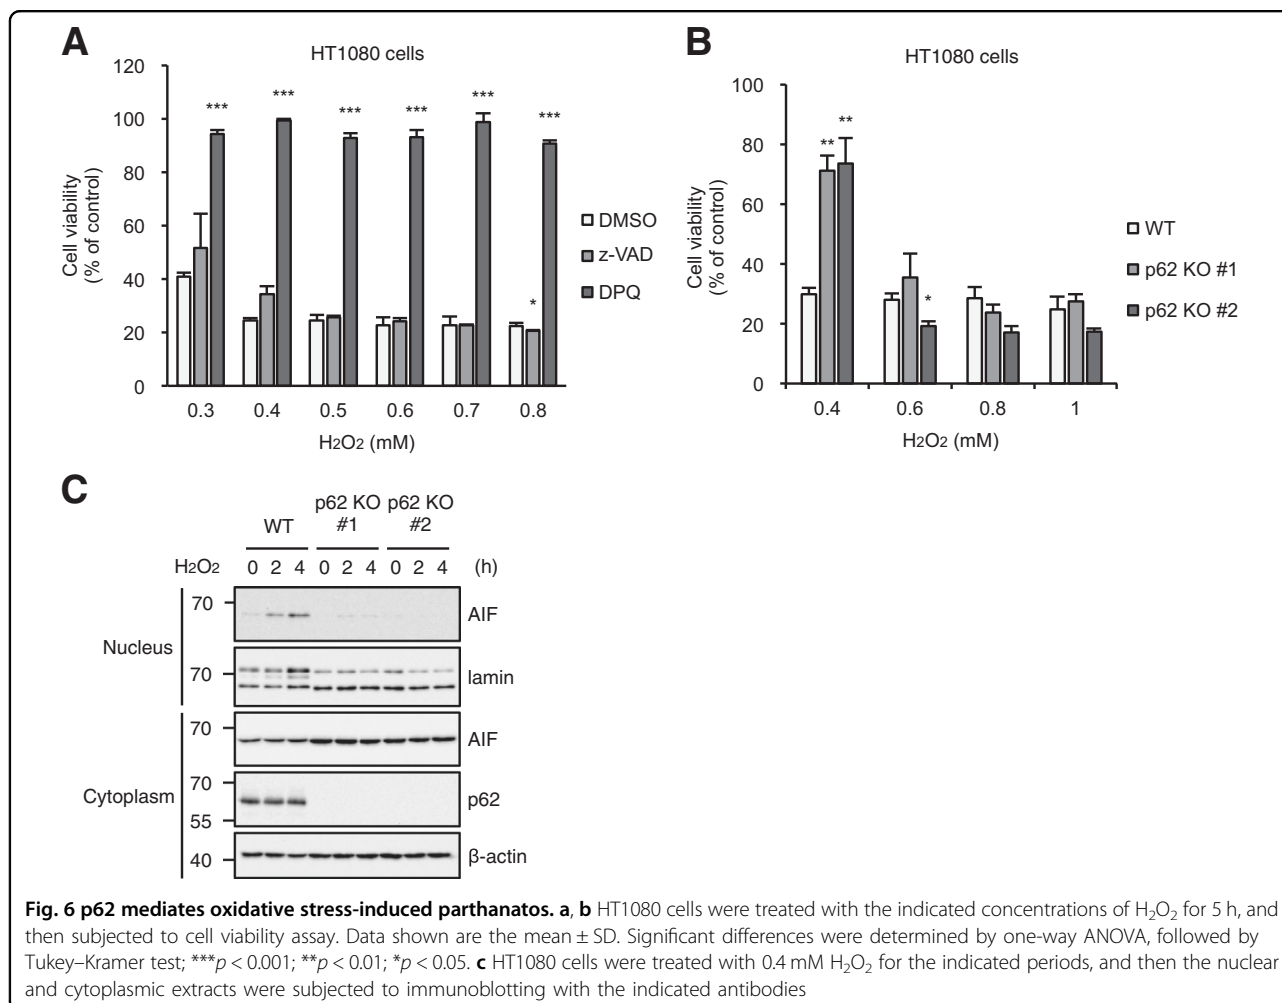 A
HT1080 cells
120
100
80
60
40
20
0
Cell viability
(% of control)
***
***
***
***
***
*
***
0.3 0.4 0.5 0.6 0.7 0.8
H2O2 (mM)
DMSO
z-VAD
DPQ
B
HT1080 cells
100
80
60
40
20
0
Cell viability
(% of control)
**
**
*
0.4 0.6 0.8 1
H2O2 (mM)
WT
p62 KO #1
p62 KO #2
C
WT p62 KO #1 p62 KO #2
H2O2 0 2 4 0 2 4 0 2 4 (h)
Nucleus
70 AIF
70 lamin
Cytoplasm
70 AIF
70
p62
55
40 β-actin
Fig. 6 p62 mediates oxidative stress-induced parthanatos. a, b HT1080 cells were treated with the indicated concentrations of H₂O₂ for 5 h, and
then subjected to cell viability assay. Data shown are the mean ± SD. Significant differences were determined by one-way ANOVA, followed by
Tukey–Kramer test; ***p < 0.001; **p < 0.01; *p < 0.05. c HT1080 cells were treated with 0.4 mM H₂O₂ for the indicated periods, and then the nuclear
and cytoplasmic extracts were subjected to immunoblotting with the indicated antibodies